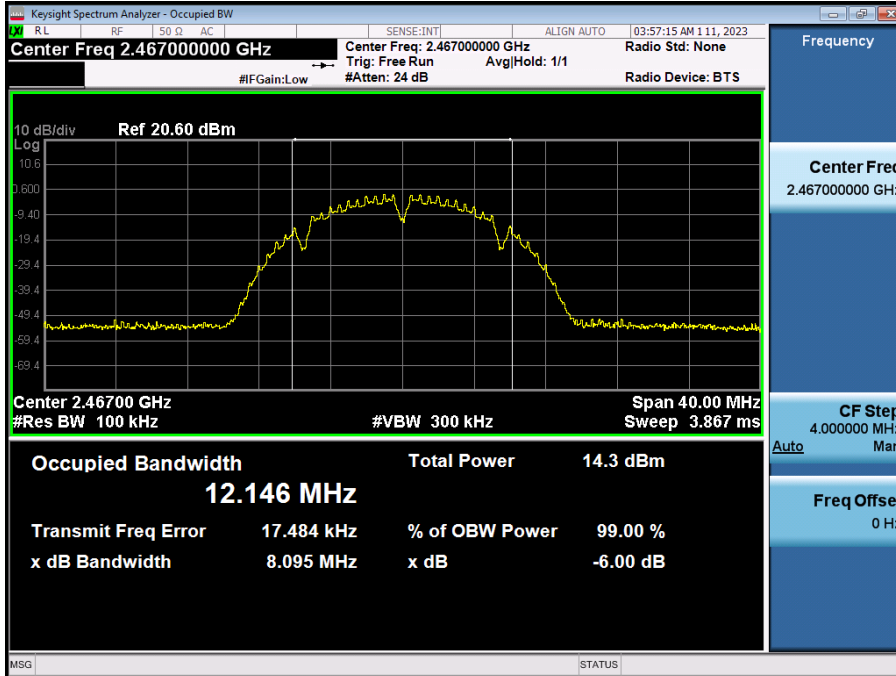 Keysight Spectrum Analyzer - Occupied BW
LXI RL RF 50 Ω AC SENSE:INT ALIGN AUTO 03:57:15 AM 1 11, 2023
Center Freq 2.467000000 GHz
Center Freq: 2.467000000 GHz Radio Std: None
Trig: Free Run Avg|Hold: 1/1
#IFGain:Low #Atten: 24 dB Radio Device: BTS
10 dB/div Ref 20.60 dBm
Log
10.6
0.600
-9.40
-19.4
-29.4
-39.4
-49.4
-59.4
-69.4
Center 2.46700 GHz Span 40.00 MHz
#Res BW 100 kHz #VBW 300 kHz Sweep 3.867 ms
Occupied Bandwidth Total Power 14.3 dBm
12.146 MHz
Transmit Freq Error 17.484 kHz % of OBW Power 99.00 %
x dB Bandwidth 8.095 MHz x dB -6.00 dB
MSG STATUS
Frequency
Center Freq
2.467000000 GHz
CF Step
4.000000 MHz
Auto Man
Freq Offset
0 Hz